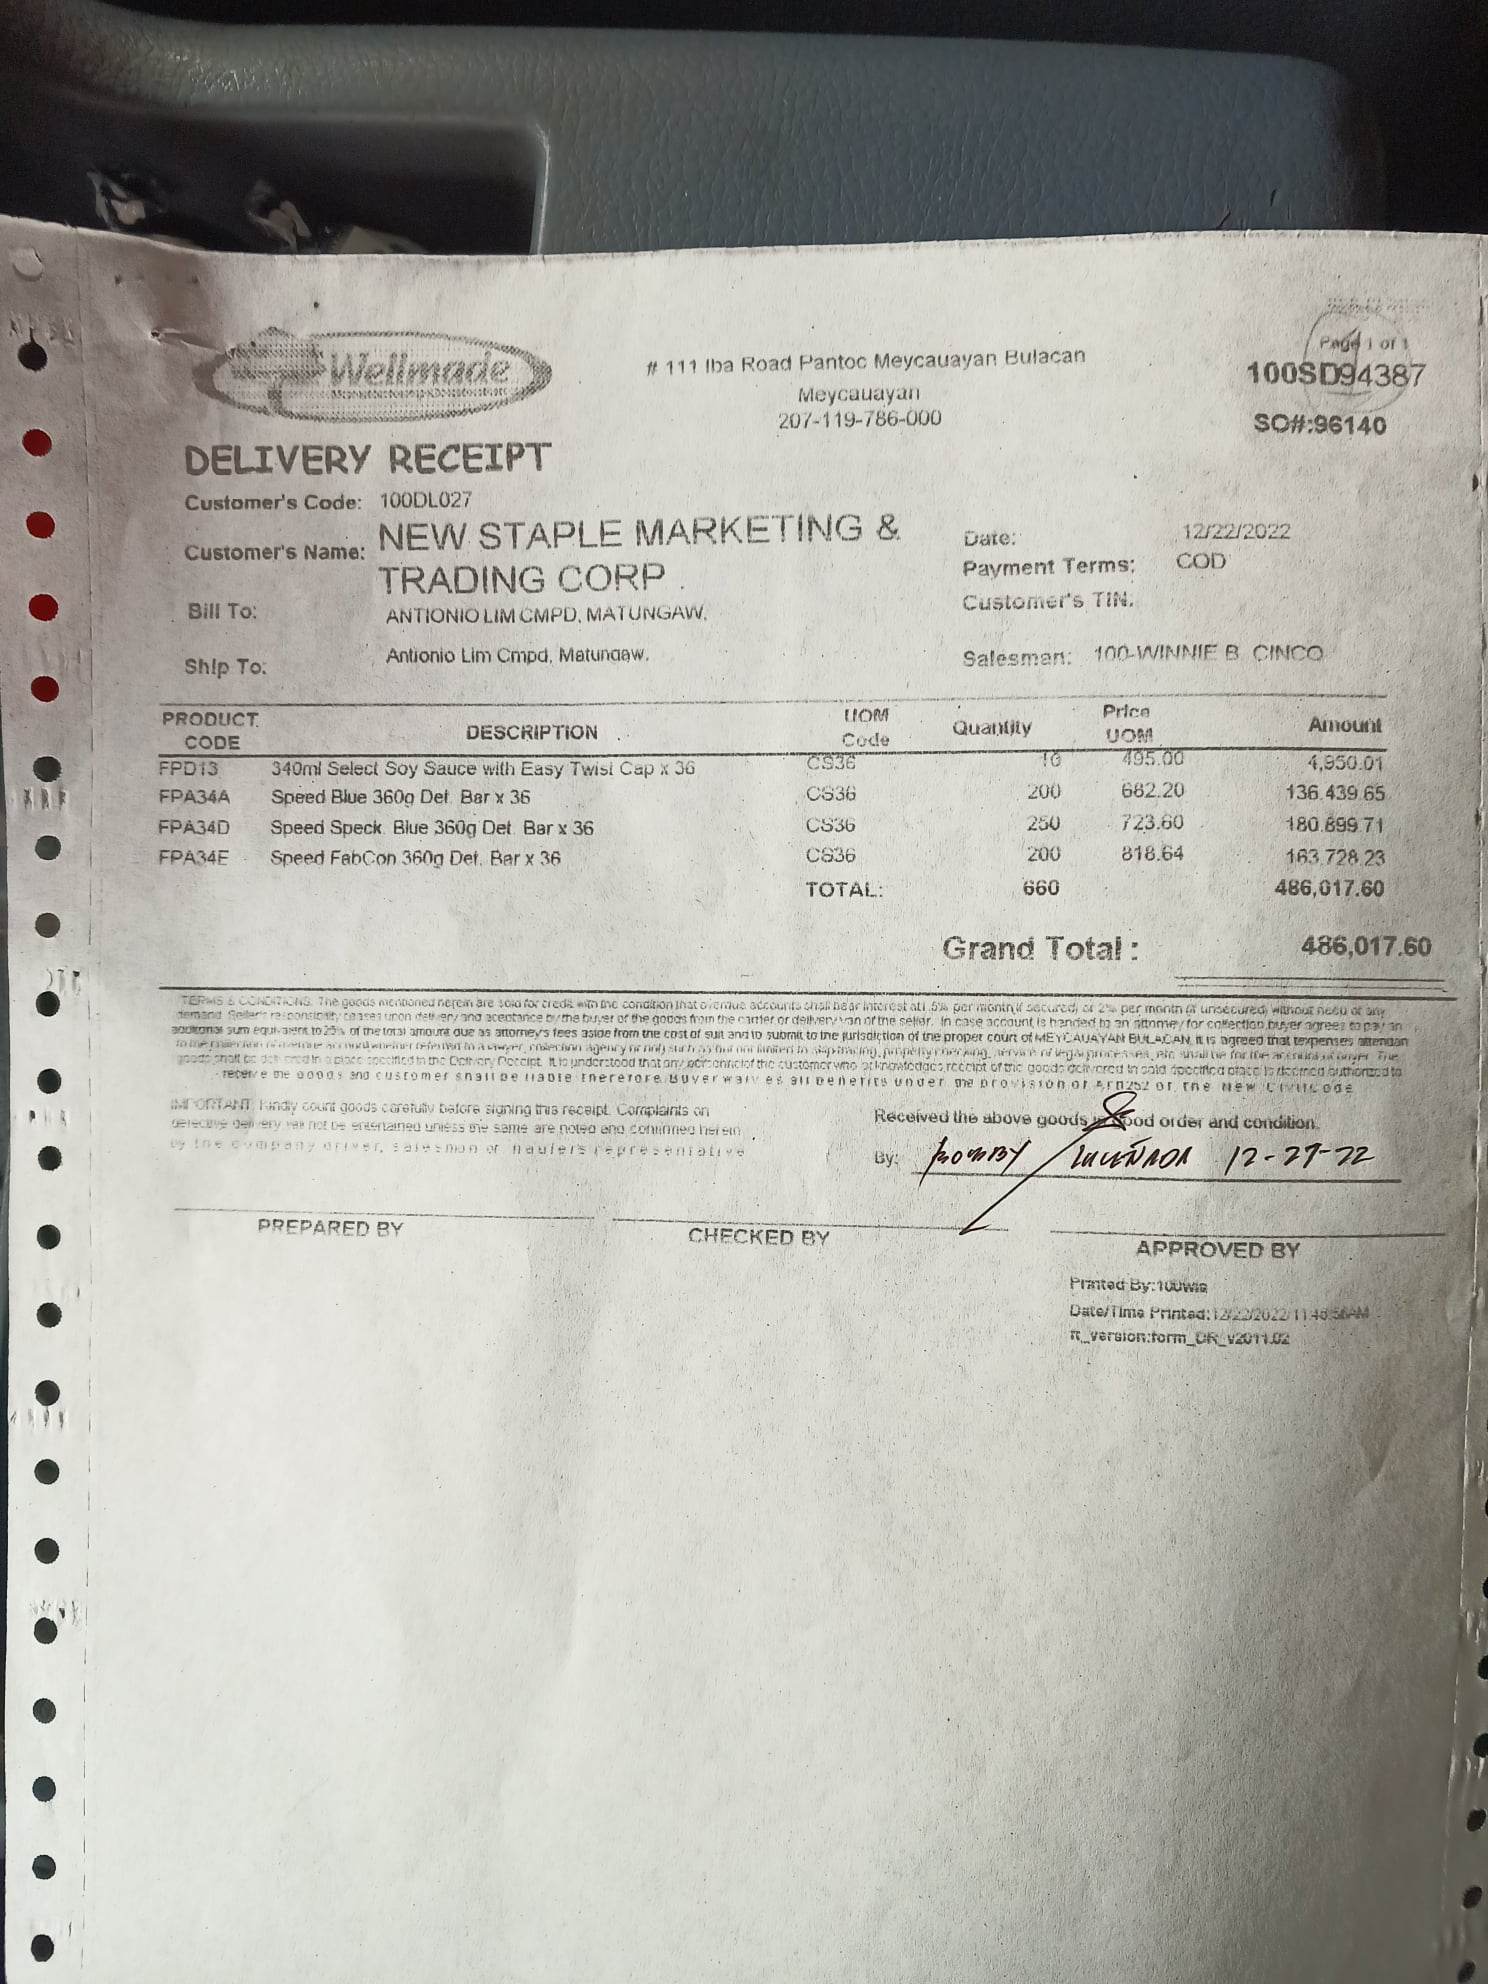 Wellmade
# 111 Iba Road Pantoc Meycauayan Bulacan
Meycauayan
207-119-786-000
Page 1 of 1
100SD94387
SO#:96140
DELIVERY RECEIPT
Customer's Code: 100DL027
Customer's Name: NEW STAPLE MARKETING &
TRADING CORP .
Date: 12/22/2022
Payment Terms: COD
Customer's TIN:
Bill To: ANTIONIO LIM CMPD, MATUNGAW,
Ship To: Antionio Lim Cmpd, Matungaw,
Salesman: 100-WINNIE B. CINCO
PRODUCT CODE DESCRIPTION UOM Code Quantity Price UOM Amount
FPD13 340ml Select Soy Sauce with Easy Twist Cap x 36 CS36 10 495.00 4,950.01
FPA34A Speed Blue 360g Det. Bar x 36 CS36 200 682.20 136,439.65
FPA34D Speed Speck. Blue 360g Det. Bar x 36 CS36 250 723.60 180,899.71
FPA34E Speed FabCon 360g Det. Bar x 36 CS36 200 818.64 163,728.23
TOTAL: 660 486,017.60
Grand Total : 486,017.60
TERMS & CONDITIONS: The goods mentioned herein are sold for credit with the condition that overdue accounts shall bear interest at1.5% per month(if secured) or 2% per month (if unsecured) without need of any
demand. Seller's responsibility ceases upon delivery and aceptance by the buyer of the goods from the carrier or delivery van of the seller. In case account is handed to an attorney for collection,buyer agrees to pay an
additional sum equivalent to 25% of the total amount due as attorney's fees aside from the cost of suit and to submit to the jurisdiction of the proper court of MEYCAUAYAN BULACAN, it is agreed that texpenses attendan
to the collection of overdue account whether referred to a lawyer, collection agency or not) such as but not limited to skip tracing, property checking, service of legal processes, etc. shall be for the account of buyer. The
goods shall be delivered in a place specified in the Delivery Receipt. It is understood that any personnel of the customer who acknowledges receipt of the goods delivered in said specified place is deemed authorized to
receive the goods and customer shall be liable therefore. Buyer waives all benefits under the provision of Art1252 of the New CivilCode
IMPORTANT: Kindly count goods carefully before signing this receipt. Complaints on
defective delivery will not be entertained unless the same are noted and confirmed herein
by the company driver, salesman or hauler's representative
Received the above goods good order and condition.
By: 12-27-22
PREPARED BY
CHECKED BY
APPROVED BY
Printed By:100wis
Date/Time Printed:12/22/2022/11:46:56AM
rt_version:form_DR_v2011.02